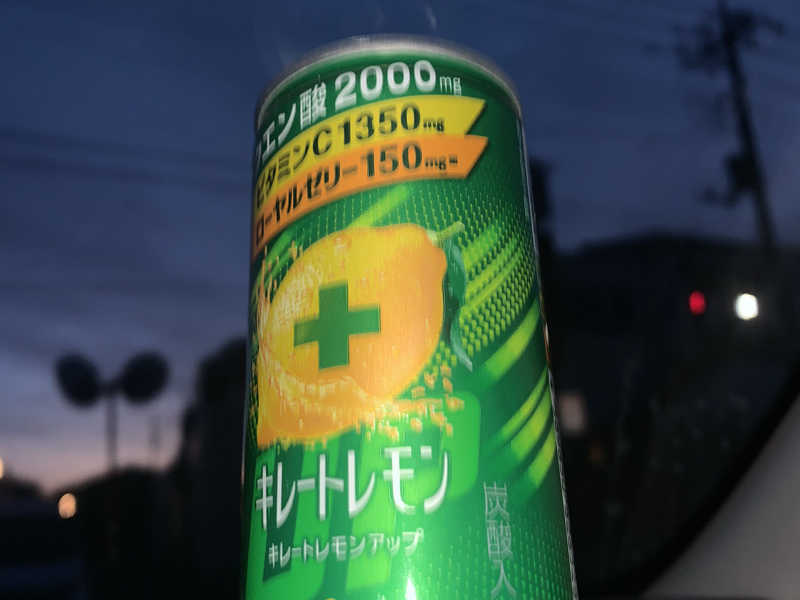 クエン酸 2000mg
ビタミンC 1350mg
ローヤルゼリー 150mg※
キレートレモン
キレートレモンアップ
炭酸入